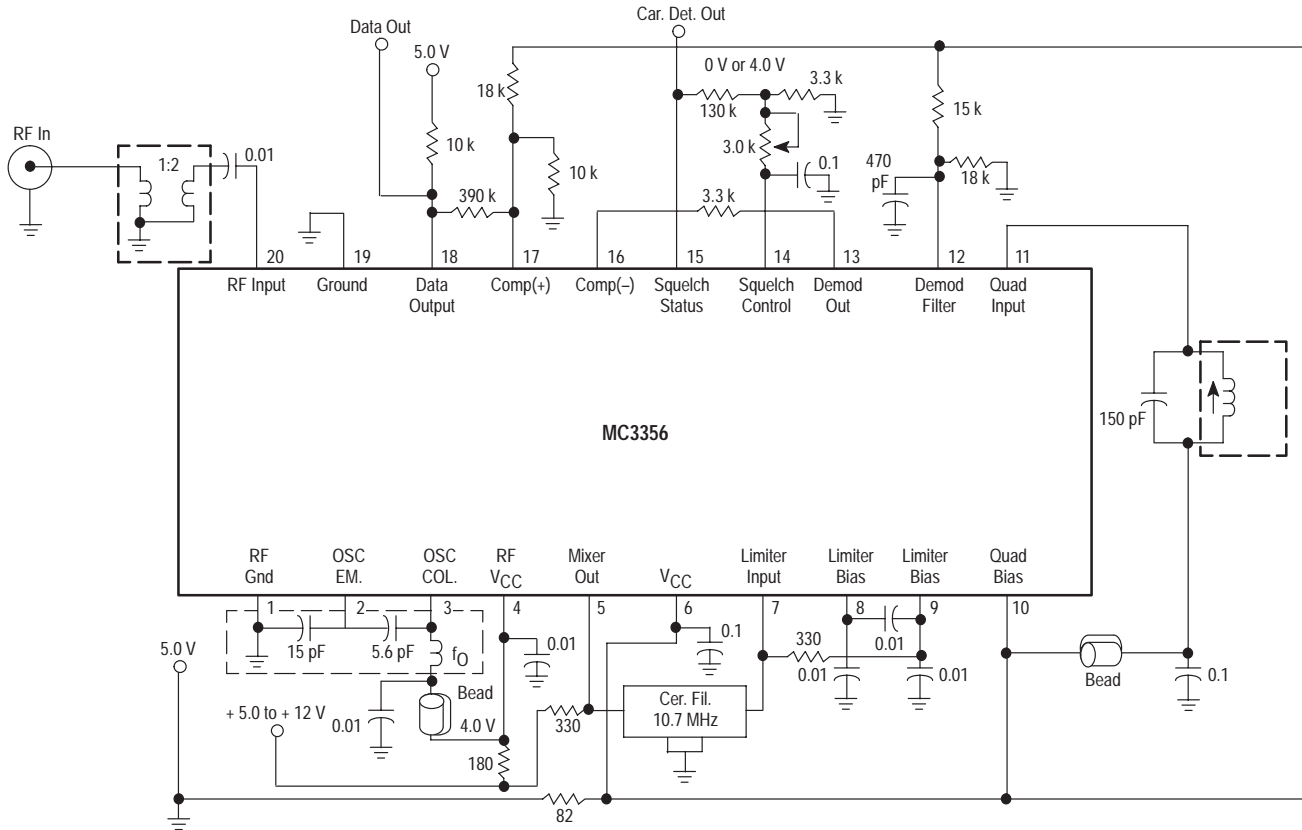 Car. Det. Out
Data Out
5.0 V
0 V or 4.0 V
3.3 k
18 k
130 k
15 k
RF In
1:2
0.01
10 k
3.0 k
0.1
470
pF
390 k
10 k
3.3 k
18 k
20
19
18
17
16
15
14
13
12
11
RF Input
Ground
Data
Output
Comp(+)
Comp(–)
Squelch
Status
Squelch
Control
Demod
Out
Demod
Filter
Quad
Input
150 pF
MC3356
RF
Gnd
OSC
EM.
OSC
COL.
RF
VCC
Mixer
Out
VCC
Limiter
Input
Limiter
Bias
Limiter
Bias
Quad
Bias
1
2
3
4
5
6
7
8
9
10
15 pF
5.6 pF
fO
0.01
0.1
330
0.01
0.01
0.01
5.0 V
Bead
Bead
0.1
+ 5.0 to + 12 V
0.01
4.0 V
330
Cer. Fil.
10.7 MHz
180
82